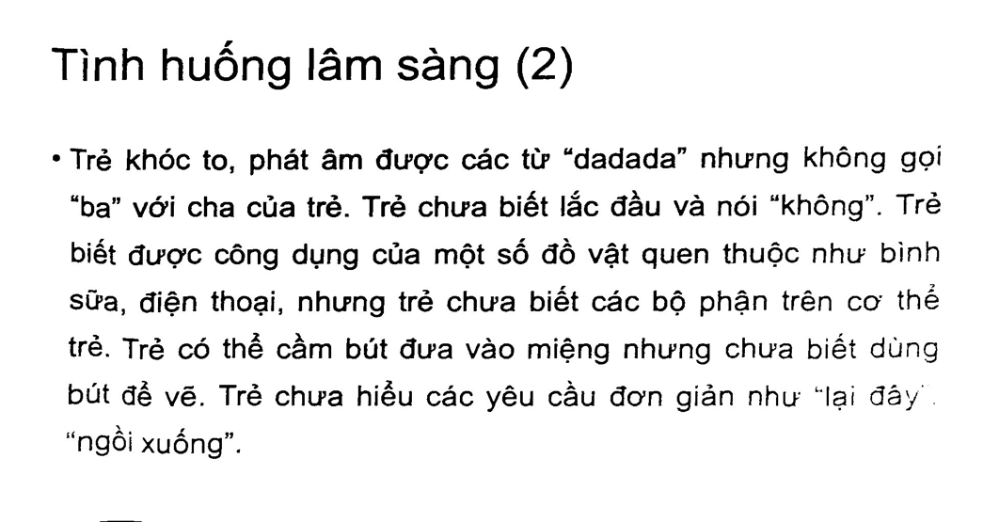 Tình huống lâm sàng (2)
• Trẻ khóc to, phát âm được các từ “dadada” nhưng không gọi
“ba” với cha của trẻ. Trẻ chưa biết lắc đầu và nói “không”. Trẻ
biết được công dụng của một số đồ vật quen thuộc như bình
sữa, điện thoại, nhưng trẻ chưa biết các bộ phận trên cơ thể
trẻ. Trẻ có thể cầm bút đưa vào miệng nhưng chưa biết dùng
bút để vẽ. Trẻ chưa hiểu các yêu cầu đơn giản như “lại đây”.
“ngồi xuống”.